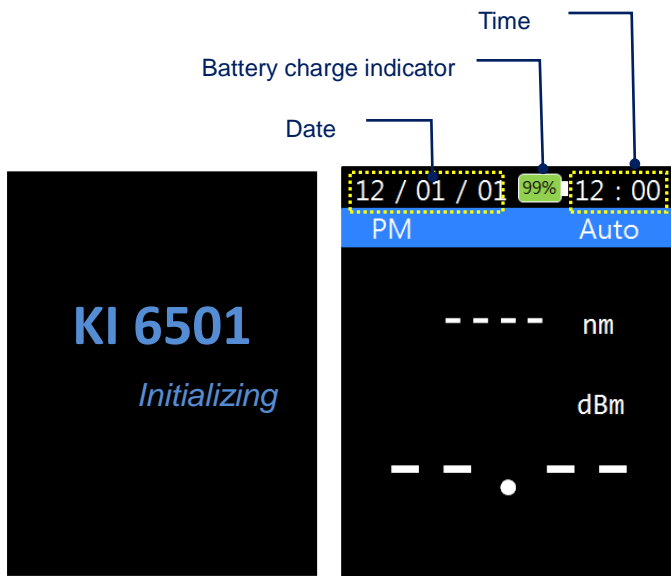 Time
Battery charge indicator
Date
12 / 01 / 01 99% 12 : 00
PM Auto
KI 6501
Initializing
---- nm
dBm
-- . --